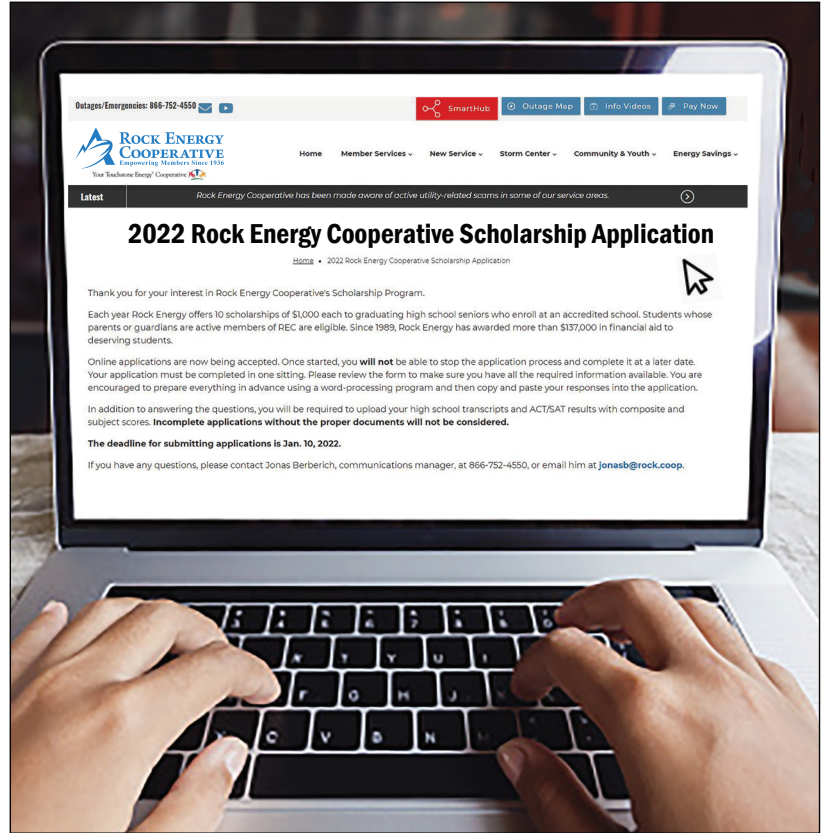 Outages/Emergencies: 866-752-4550
SmartHub
Outage Map
Info Videos
Pay Now
ROCK ENERGY
COOPERATIVE
Empowering Members Since 1936
Your Touchstone Energy® Cooperative
Home Member Services New Service Storm Center Community & Youth Energy Savings
Latest
Rock Energy Cooperative has been made aware of active utility-related scams in some of our service areas.
2022 Rock Energy Cooperative Scholarship Application
Home • 2022 Rock Energy Cooperative Scholarship Application
Thank you for your interest in Rock Energy Cooperative's Scholarship Program.
Each year Rock Energy offers 10 scholarships of $1,000 each to graduating high school seniors who enroll at an accredited school. Students whose
parents or guardians are active members of REC are eligible. Since 1989, Rock Energy has awarded more than $137,000 in financial aid to
deserving students.
Online applications are now being accepted. Once started, you will not be able to stop the application process and complete it at a later date.
Your application must be completed in one sitting. Please review the form to make sure you have all the required information available. You are
encouraged to prepare everything in advance using a word-processing program and then copy and paste your responses into the application.
In addition to answering the questions, you will be required to upload your high school transcripts and ACT/SAT results with composite and
subject scores. Incomplete applications without the proper documents will not be considered.
The deadline for submitting applications is Jan. 10, 2022.
If you have any questions, please contact Jonas Berberich, communications manager, at 866-752-4550, or email him at jonasb@rock.coop.
R T Y U I
F G H J
C V B N